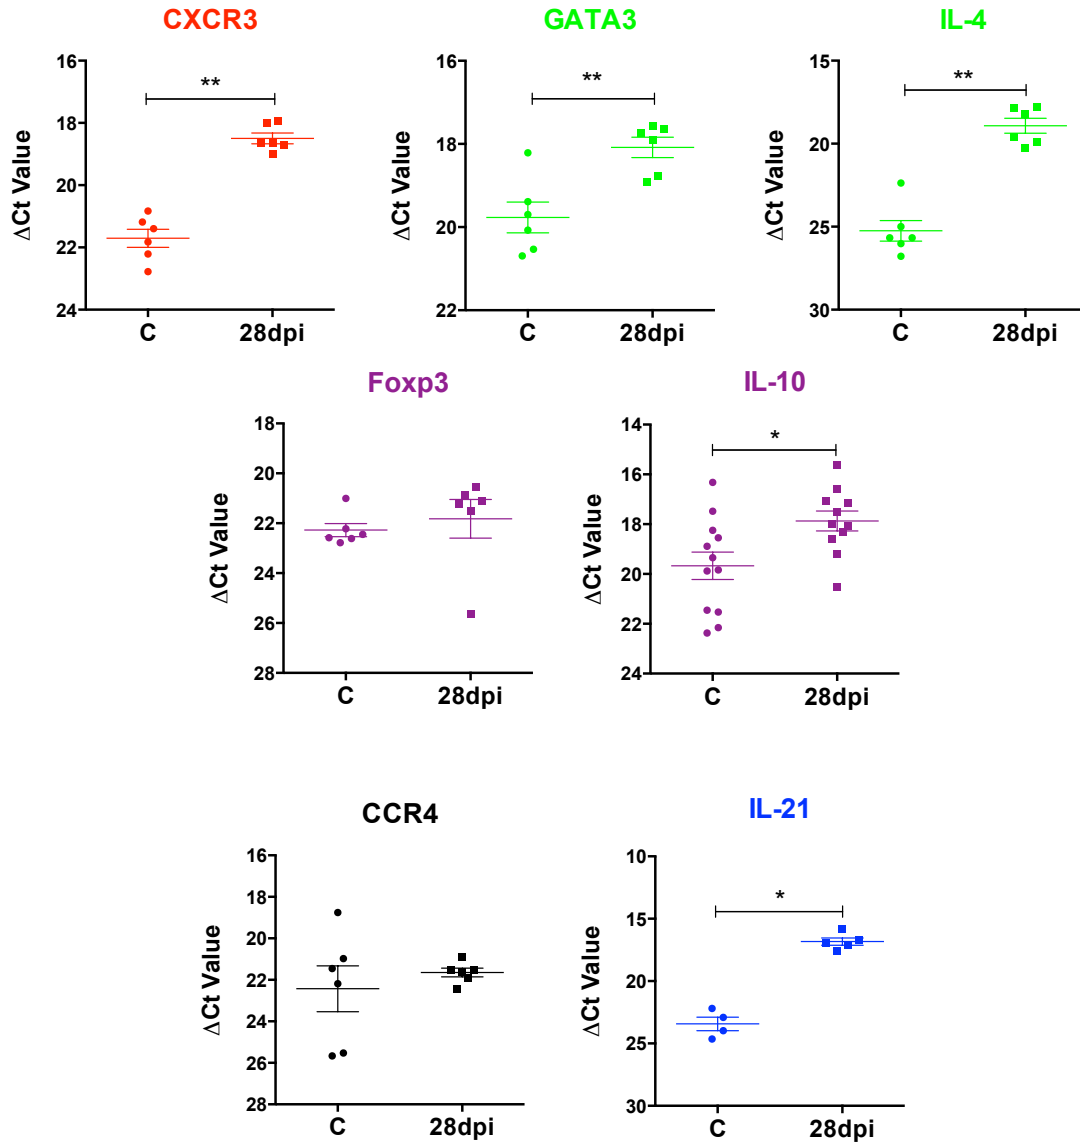 CXCR3
16
18
20
22
24
ΔCt Value
**
C
28dpi
GATA3
16
18
20
22
ΔCt Value
**
C
28dpi
IL-4
15
20
25
30
ΔCt Value
**
C
28dpi
Foxp3
18
20
22
24
26
28
ΔCt Value
C
28dpi
IL-10
14
16
18
20
22
24
ΔCt Value
*
C
28dpi
CCR4
16
18
20
22
24
26
28
ΔCt Value
C
28dpi
IL-21
10
15
20
25
30
ΔCt Value
*
C
28dpi